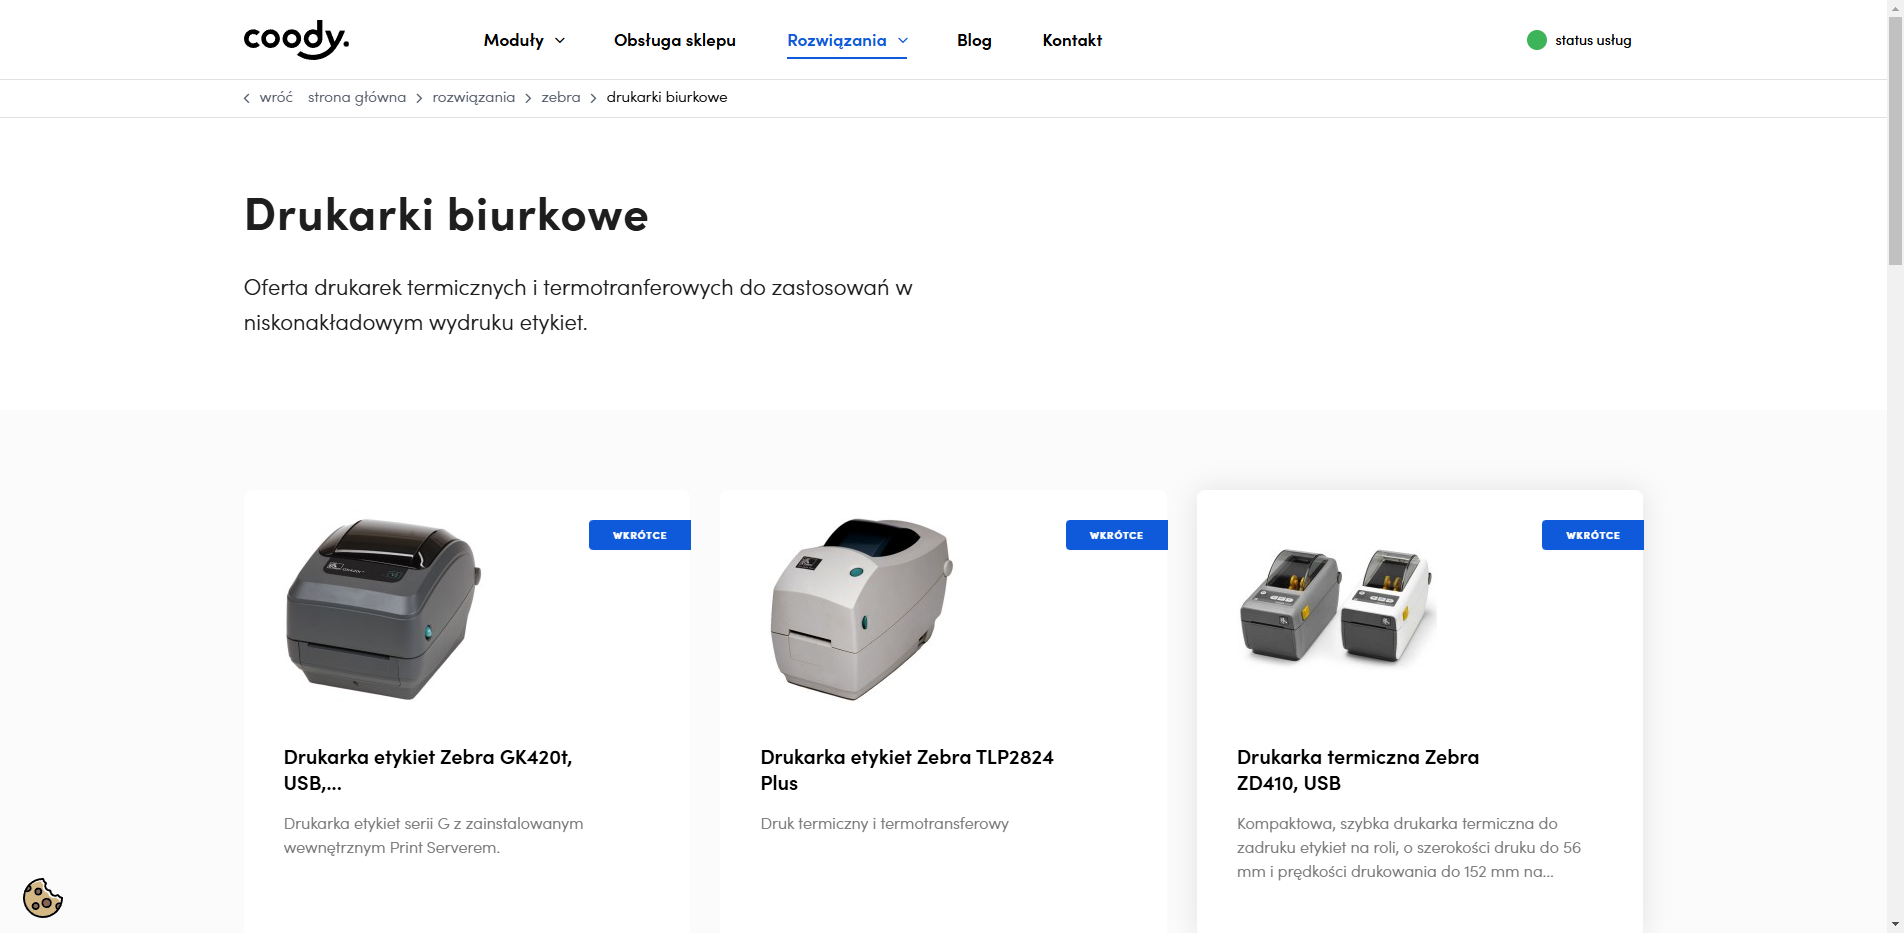 coody.
Moduły
Obsługa sklepu
Rozwiązania
Blog
Kontakt
status usług
wróć
strona główna
rozwiązania
zebra
drukarki biurkowe
Drukarki biurkowe
Oferta drukarek termicznych i termotranferowych do zastosowań w
niskonakładowym wydruku etykiet.
WKRÓTCE
Drukarka etykiet Zebra GK420t,
USB,...
Drukarka etykiet serii G z zainstalowanym
wewnętrznym Print Serverem.
WKRÓTCE
Drukarka etykiet Zebra TLP2824
Plus
Druk termiczny i termotransferowy
WKRÓTCE
Drukarka termiczna Zebra
ZD410, USB
Kompaktowa, szybka drukarka termiczna do
zadruku etykiet na roli, o szerokości druku do 56
mm i prędkości drukowania do 152 mm na...